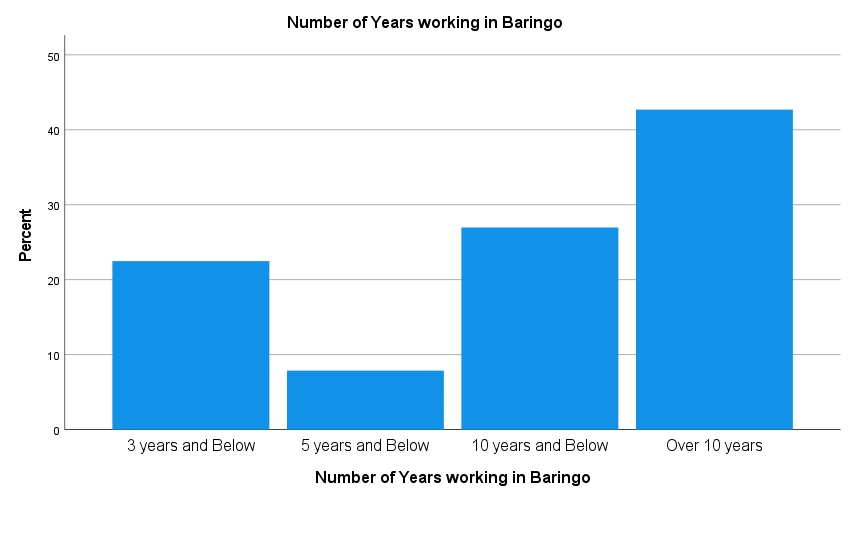 Number of Years working in Baringo
50
40
30
20
10
0
Percent
3 years and Below 5 years and Below 10 years and Below Over 10 years
Number of Years working in Baringo